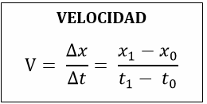 VELOCIDAD
V = Δx / Δt = (x₁ − x₀) / (t₁ − t₀)